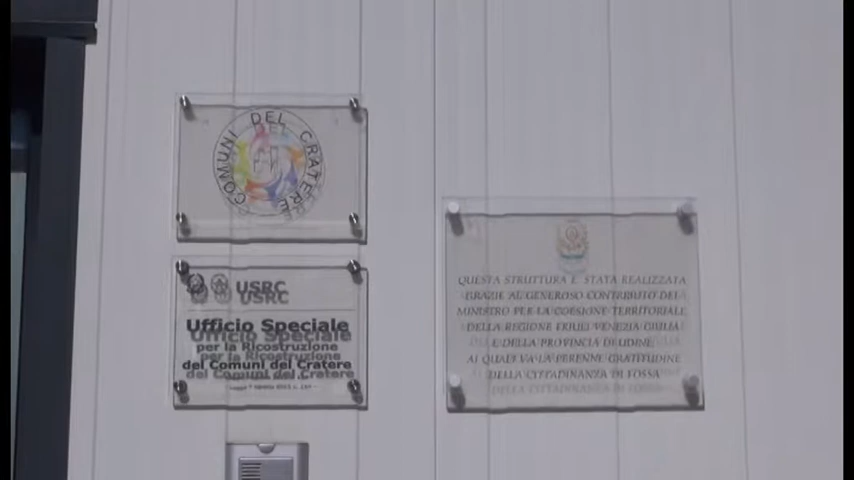 COMUNI DEL CRATERE
USRC
Ufficio Speciale
per la Ricostruzione
dei Comuni del Cratere
QUESTA STRUTTURA È STATA REALIZZATA
GRAZIE AL GENEROSO CONTRIBUTO DEL
MINISTRO PER LA COESIONE TERRITORIALE
DELLA REGIONE FRIULI VENEZIA GIULIA
E DELLA PROVINCIA DI UDINE
AI QUALI VA LA PERENNE GRATITUDINE
DELLA CITTADINANZA DI FOSSA